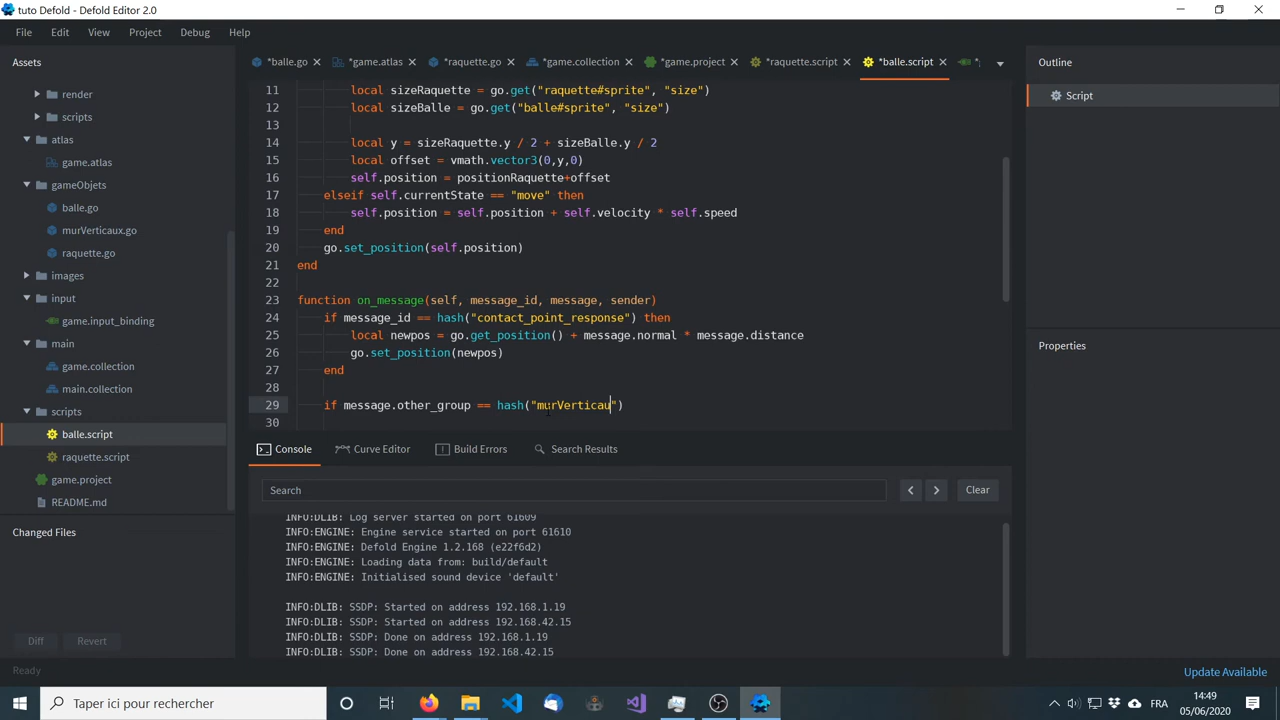 tuto Defold - Defold Editor 2.0
File Edit View Project Debug Help
Assets
render
scripts
atlas
game.atlas
gameObjets
balle.go
murVerticaux.go
raquette.go
images
input
game.input_binding
main
game.collection
main.collection
scripts
balle.script
raquette.script
game.project
README.md
Changed Files
Diff Revert
Ready
*balle.go *game.atlas *raquette.go *game.collection *game.project *raquette.script *balle.script *
11 local sizeRaquette = go.get("raquette#sprite", "size")
12 local sizeBalle = go.get("balle#sprite", "size")
13
14 local y = sizeRaquette.y / 2 + sizeBalle.y / 2
15 local offset = vmath.vector3(0,y,0)
16 self.position = positionRaquette+offset
17 elseif self.currentState == "move" then
18 self.position = self.position + self.velocity * self.speed
19 end
20 go.set_position(self.position)
21 end
22
23 function on_message(self, message_id, message, sender)
24 if message_id == hash("contact_point_response") then
25 local newpos = go.get_position() + message.normal * message.distance
26 go.set_position(newpos)
27 end
28
29 if message.other_group == hash("murVerticau")
30
Console Curve Editor Build Errors Search Results
Search
Clear
INFO:DLIB: Log server started on port 61609
INFO:ENGINE: Engine service started on port 61610
INFO:ENGINE: Defold Engine 1.2.168 (e22f6d2)
INFO:ENGINE: Loading data from: build/default
INFO:ENGINE: Initialised sound device 'default'
INFO:DLIB: SSDP: Started on address 192.168.1.19
INFO:DLIB: SSDP: Started on address 192.168.42.15
INFO:DLIB: SSDP: Done on address 192.168.1.19
INFO:DLIB: SSDP: Done on address 192.168.42.15
Outline
Script
Properties
Update Available
Taper ici pour rechercher
FRA
14:49
05/06/2020